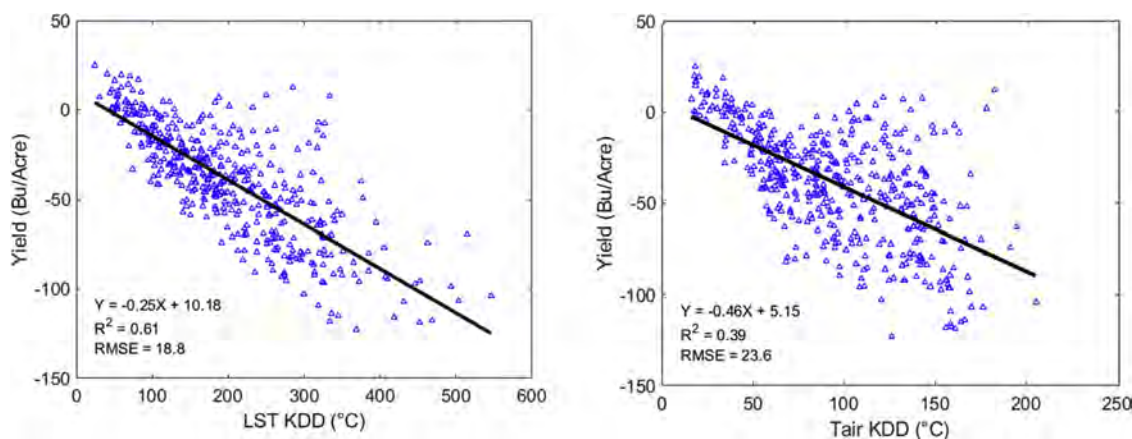 50
0
-50
-100
-150
Yield (Bu/Acre)
Y = -0.25X + 10.18
R² = 0.61
RMSE = 18.8
0 100 200 300 400 500 600
LST KDD (°C)
50
0
-50
-100
-150
Yield (Bu/Acre)
Y = -0.46X + 5.15
R² = 0.39
RMSE = 23.6
0 50 100 150 200 250
Tair KDD (°C)